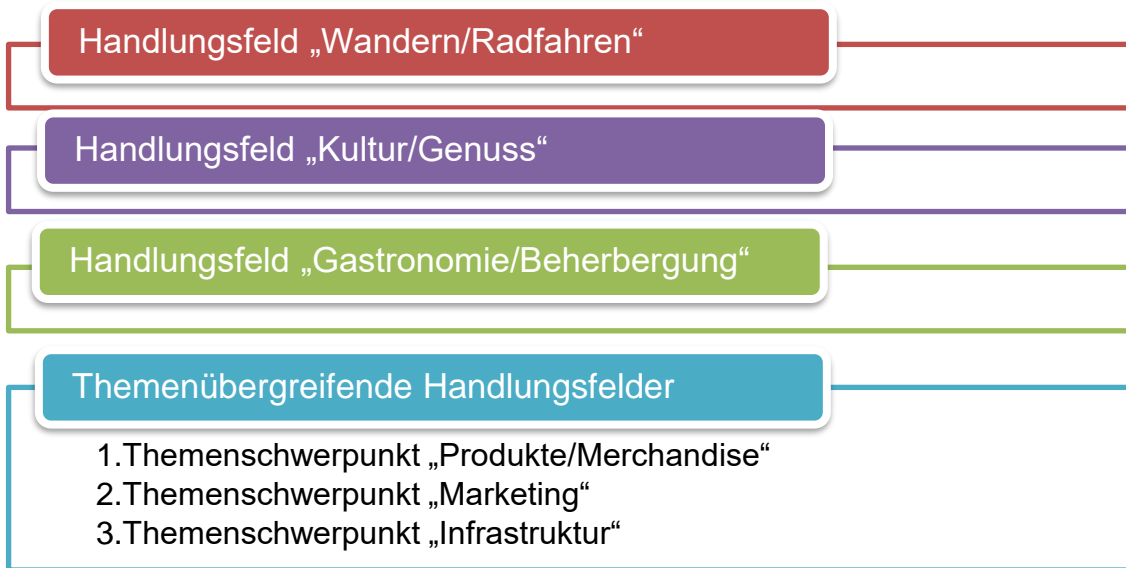 Handlungsfeld „Wandern/Radfahren“
Handlungsfeld „Kultur/Genuss“
Handlungsfeld „Gastronomie/Beherbergung“
Themenübergreifende Handlungsfelder
1.Themenschwerpunkt „Produkte/Merchandise“
2.Themenschwerpunkt „Marketing“
3.Themenschwerpunkt „Infrastruktur“